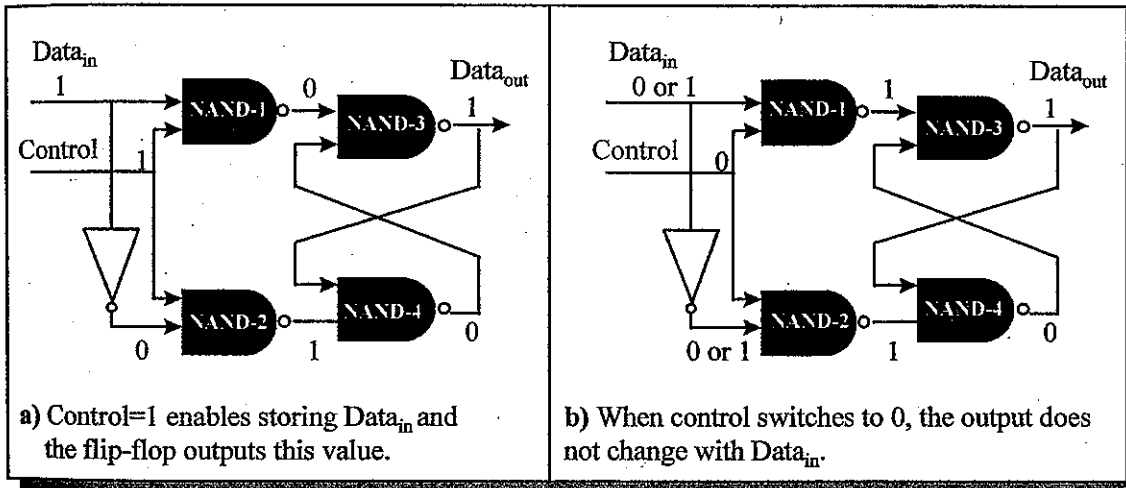 Data_in
1
NAND-1
0
NAND-3
Data_out
1
Control
1
NAND-2
0
1
NAND-4
0
a) Control=1 enables storing Data_in and
the flip-flop outputs this value.
Data_in
0 or 1
NAND-1
1
NAND-3
Data_out
1
Control
0
NAND-2
0 or 1
1
NAND-4
0
b) When control switches to 0, the output does
not change with Data_in.